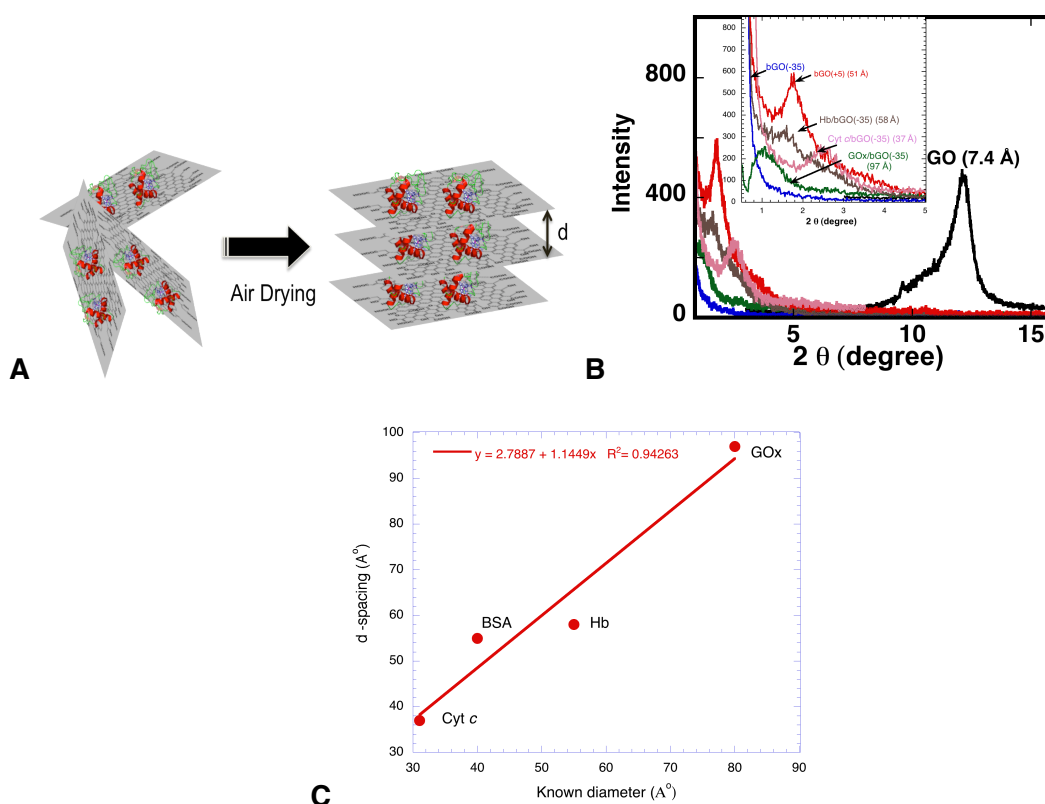 d
Air Drying
A
Intensity
800
400
0
5
10
15
2 θ (degree)
GO (7.4 Å)
900
800
700
600
500
400
300
200
100
0
1
2
3
4
5
2 θ (degree)
bGO(-35)
bGO(+5) (51 Å)
Hb/bGO(-35) (58 Å)
Cyt c/bGO(-35) (37 Å)
GOx/bGO(-35)
(97 Å)
B
100
90
80
70
60
50
40
30
d -spacing (A°)
y = 2.7887 + 1.1449x R²= 0.94263
GOx
BSA
Hb
Cyt c
30
40
50
60
70
80
90
Known diameter (A°)
C